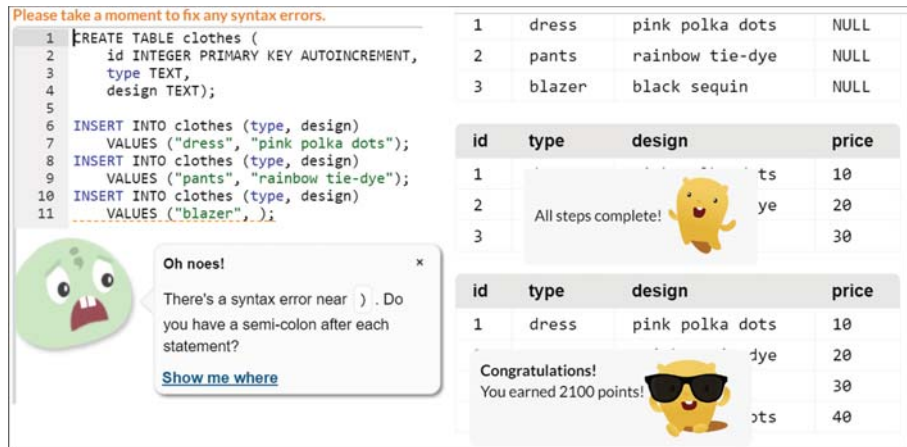 Please take a moment to fix any syntax errors.
1 CREATE TABLE clothes (
2 id INTEGER PRIMARY KEY AUTOINCREMENT,
3 type TEXT,
4 design TEXT);
5
6 INSERT INTO clothes (type, design)
7 VALUES ("dress", "pink polka dots");
8 INSERT INTO clothes (type, design)
9 VALUES ("pants", "rainbow tie-dye");
10 INSERT INTO clothes (type, design)
11 VALUES ("blazer", );
Oh noes! ×
There's a syntax error near ) . Do
you have a semi-colon after each
statement?
Show me where
1 dress pink polka dots NULL
2 pants rainbow tie-dye NULL
3 blazer black sequin NULL
id type design price
1 ts 10
2 ye 20
3 30
All steps complete!
id type design price
1 dress pink polka dots 10
dye 20
30
ots 40
Congratulations!
You earned 2100 points!